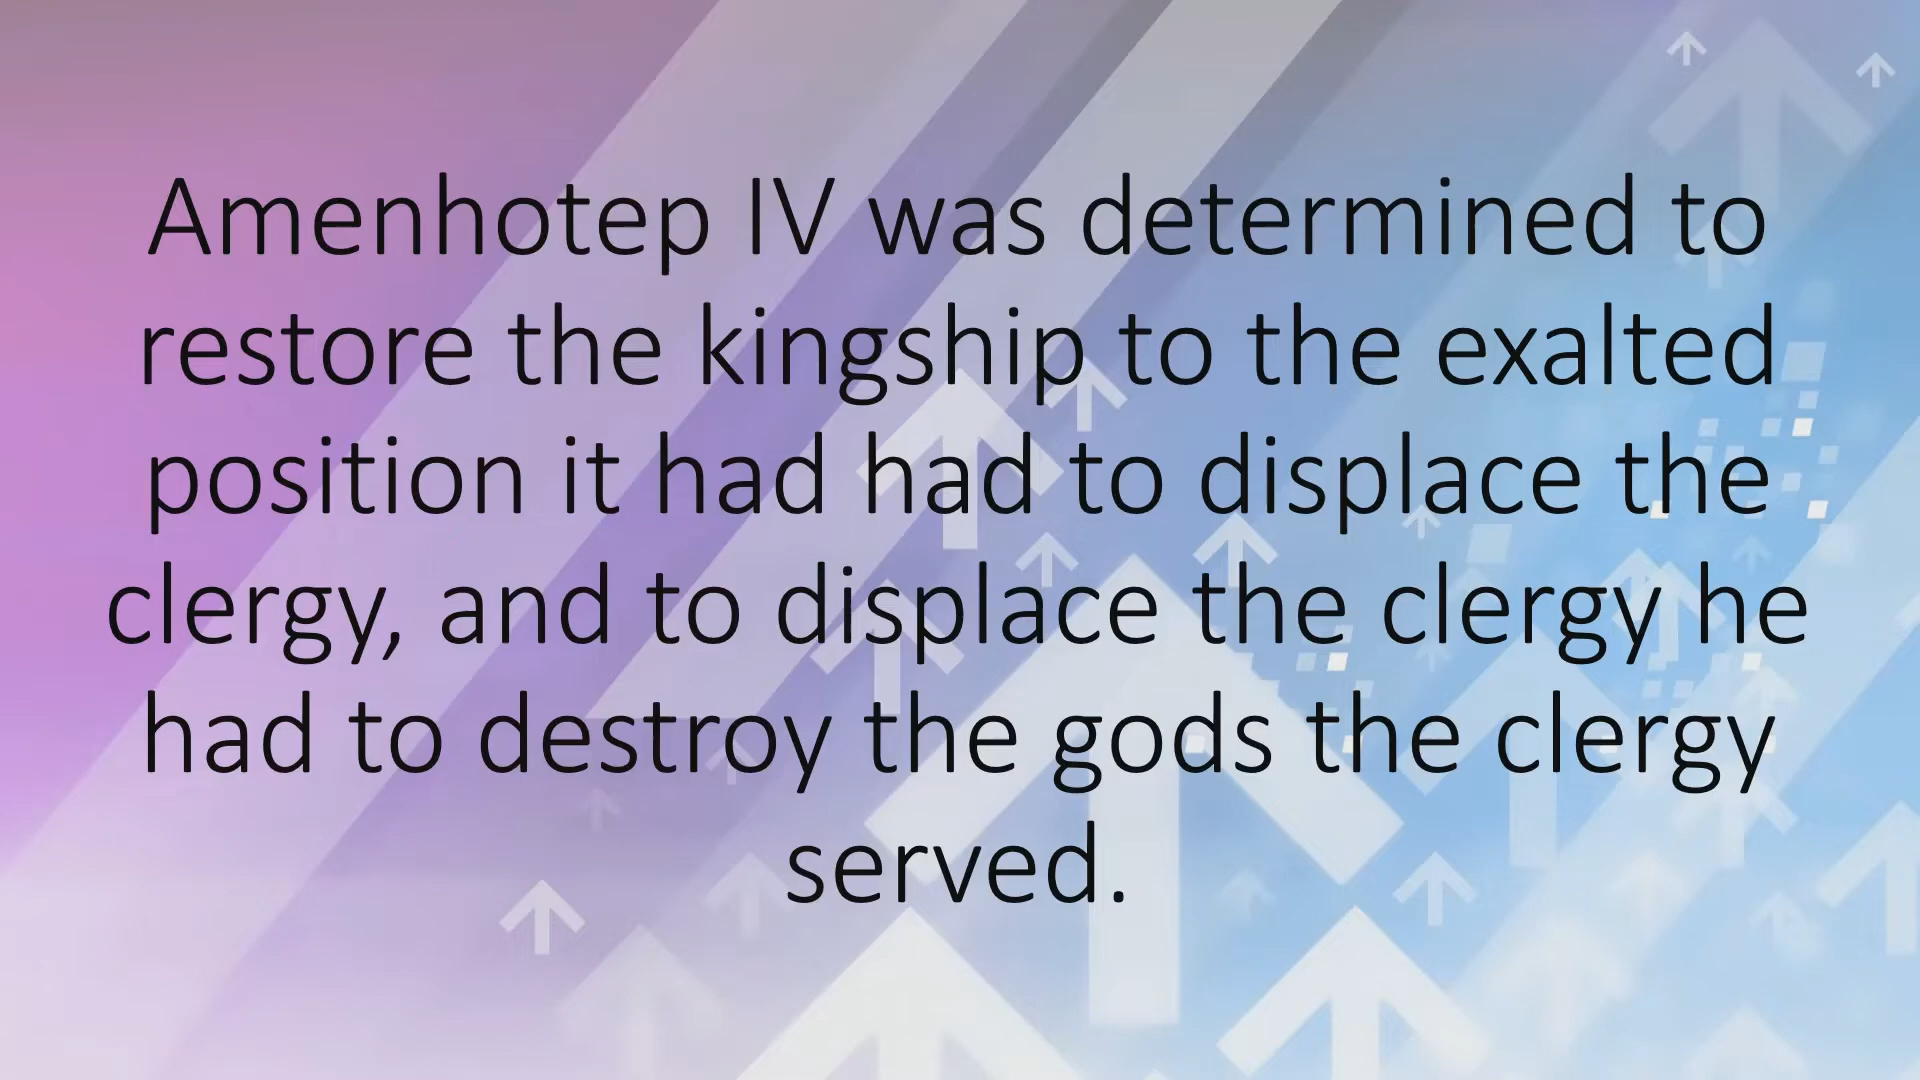 Amenhotep IV was determined to
restore the kingship to the exalted
position it had had to displace the
clergy, and to displace the clergy he
had to destroy the gods the clergy
served.